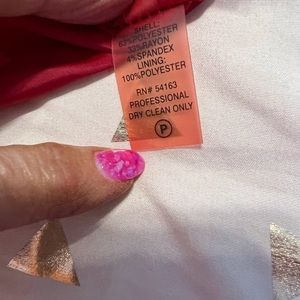 SHELL:
63%POLYESTER
33%RAYON
4%SPANDEX
LINING:
100%POLYESTER
RN# 54163
PROFESSIONAL
DRY CLEAN ONLY
P